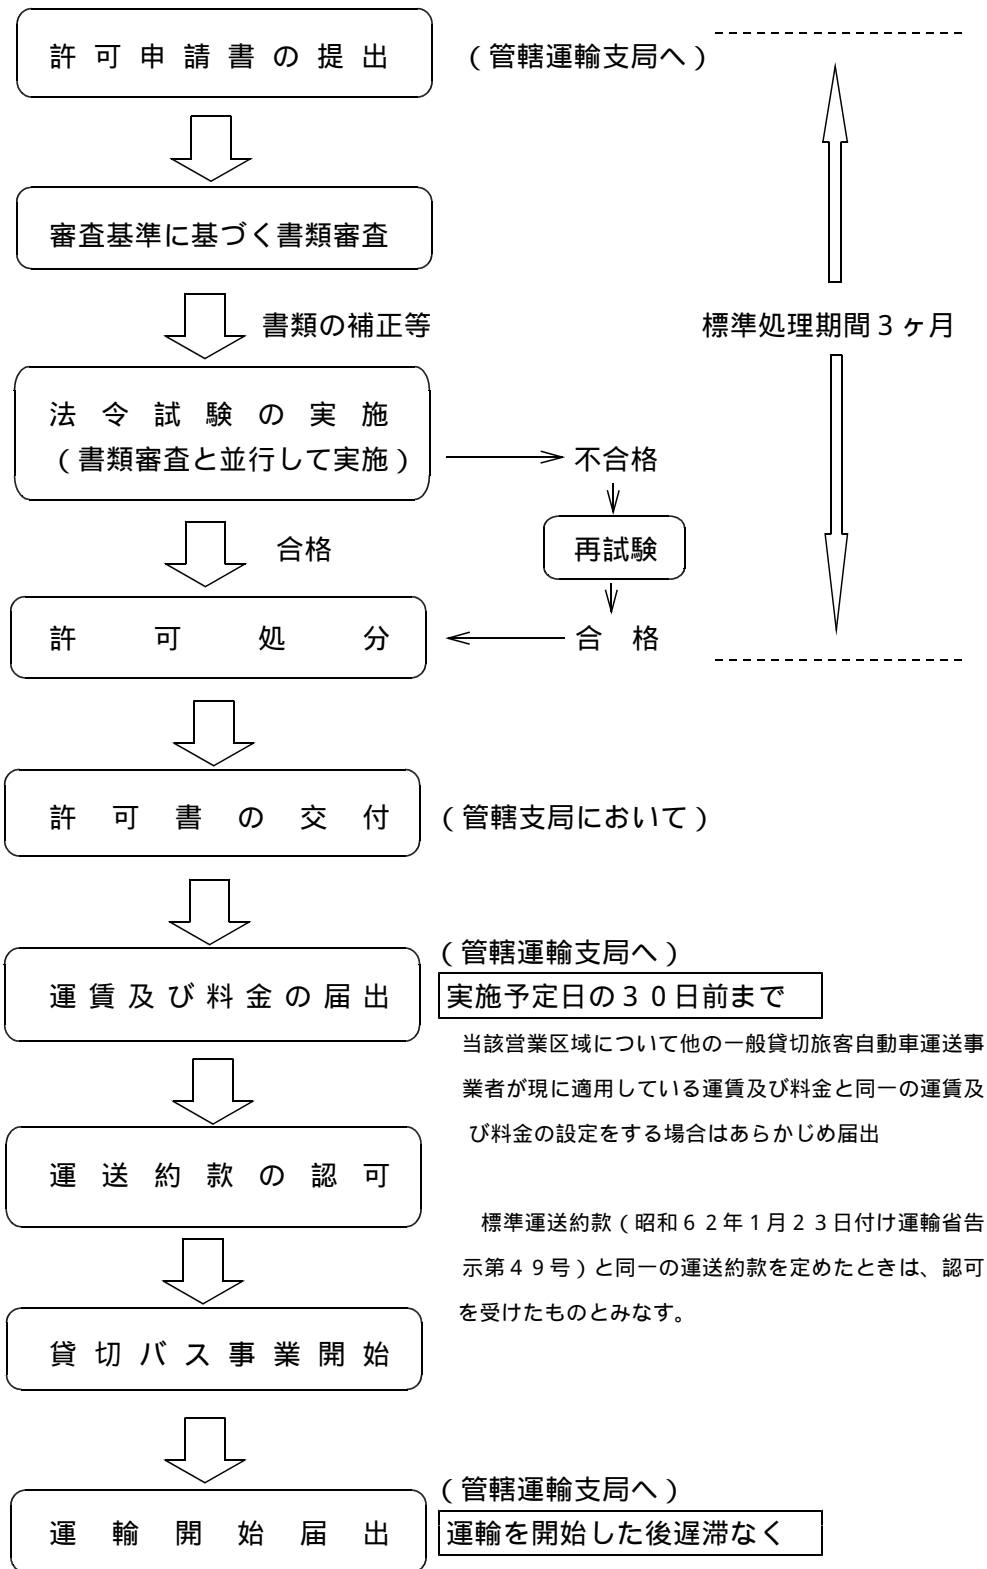 許可申請書の提出
(管轄運輸支局へ)
審査基準に基づく書類審査
書類の補正等
標準処理期間3ヶ月
法令試験の実施
(書類審査と並行して実施)
不合格
再試験
合格
合格
許可処分
許可書の交付
(管轄支局において)
(管轄運輸支局へ)
運賃及び料金の届出
実施予定日の30日前まで
当該営業区域について他の一般貸切旅客自動車運送事
業者が現に適用している運賃及び料金と同一の運賃及
び料金の設定をする場合はあらかじめ届出
運送約款の認可
標準運送約款(昭和62年1月23日付け運輸省告
示第49号)と同一の運送約款を定めたときは、認可
を受けたものとみなす。
貸切バス事業開始
(管轄運輸支局へ)
運輸開始届出
運輸を開始した後遅滞なく